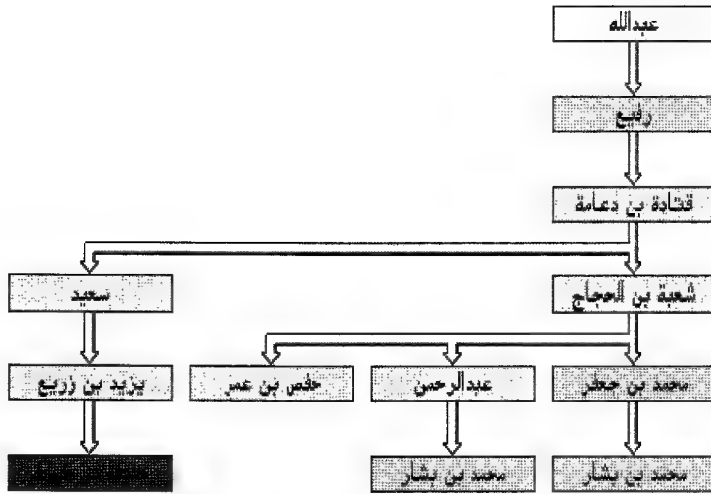 عبدالله
رفيع
قتادة بن دعامة
شعبة بن الحجاج
سعيد
محمد بن جعفر
عبدالرحمن
حفص بن عمر
يزيد بن زريع
محمد بن بشار
محمد بن بشار